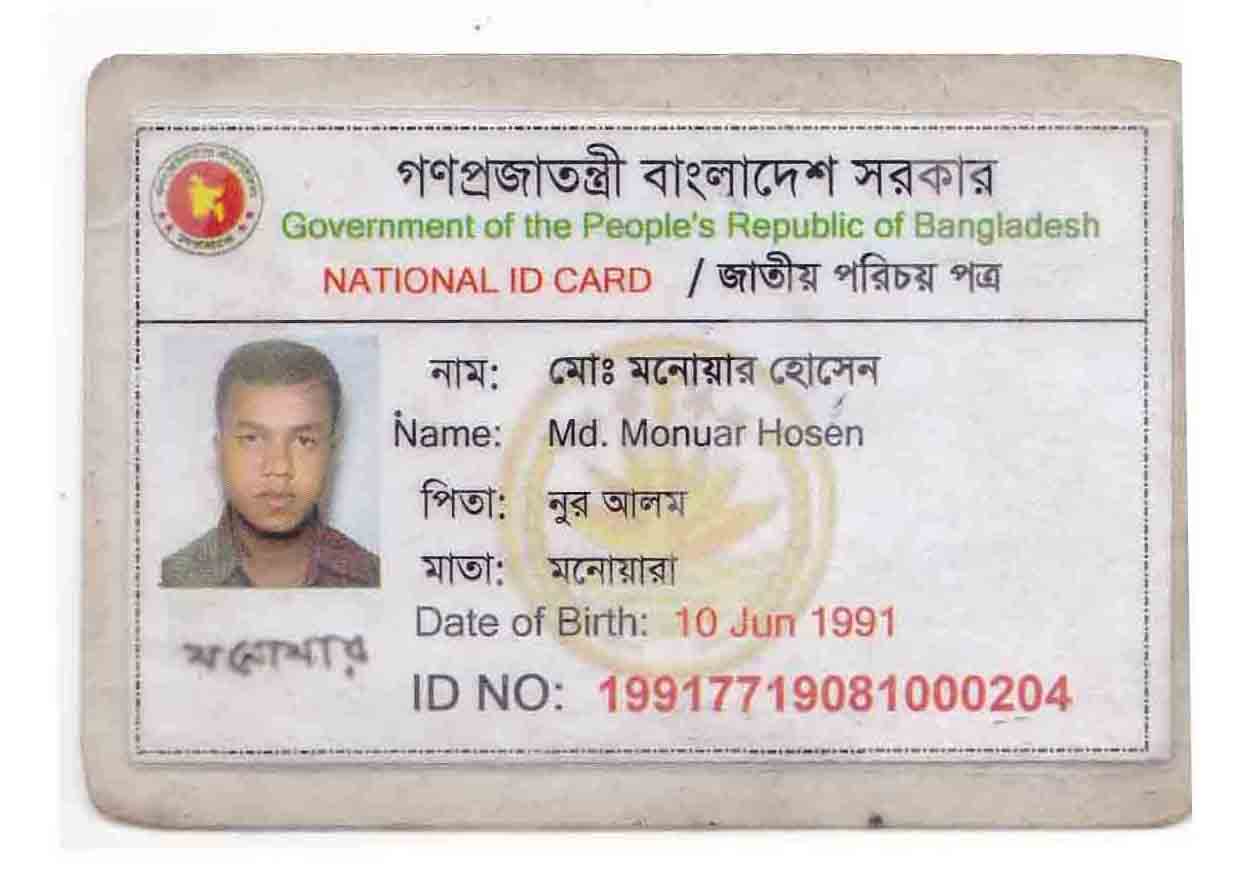 গণপ্রজাতন্ত্রী বাংলাদেশ সরকার
Government of the People's Republic of Bangladesh
NATIONAL ID CARD / জাতীয় পরিচয় পত্র
নাম: মোঃ মনোয়ার হোসেন
Name: Md. Monuar Hosen
পিতা: নুর আলম
মাতা: মনোয়ারা
Date of Birth: 10 Jun 1991
মনোয়ার
ID NO: 19917719081000204